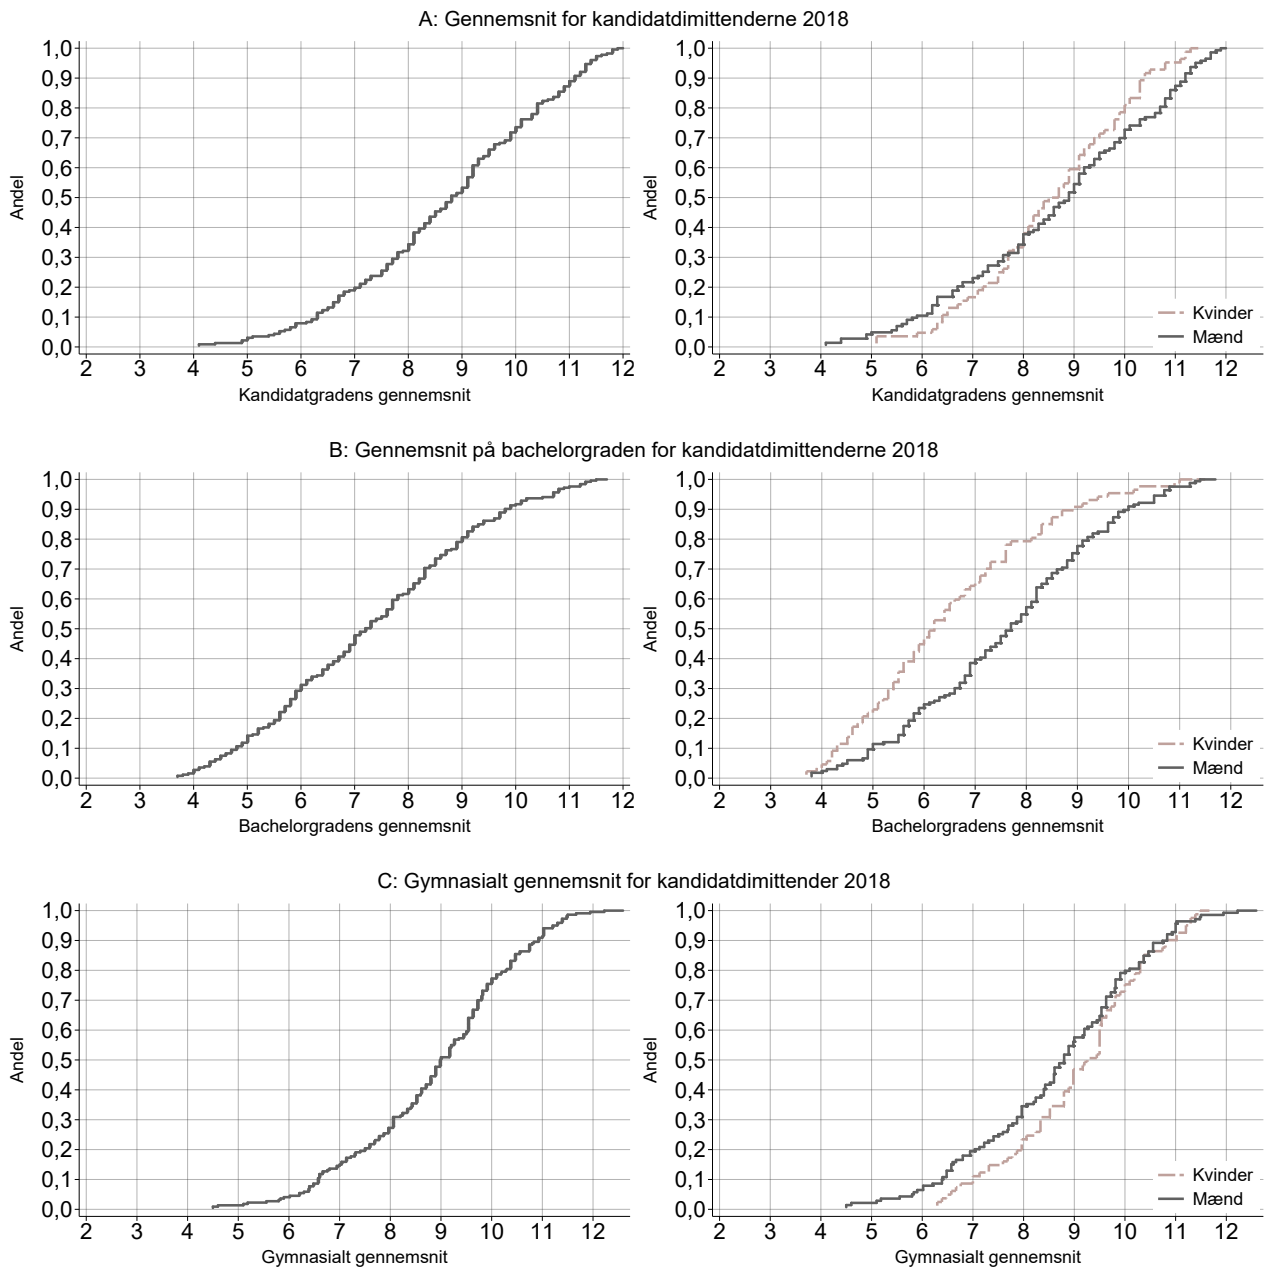 A: Gennemsnit for kandidatdimittenderne 2018
1,0
0,9
0,8
0,7
0,6
0,5
0,4
0,3
0,2
0,1
0,0
Andel
2 3 4 5 6 7 8 9 10 11 12
Kandidatgradens gennemsnit
1,0
0,9
0,8
0,7
0,6
0,5
0,4
0,3
0,2
0,1
0,0
Andel
Kvinder
Mænd
2 3 4 5 6 7 8 9 10 11 12
Kandidatgradens gennemsnit
B: Gennemsnit på bachelorgraden for kandidatdimittenderne 2018
1,0
0,9
0,8
0,7
0,6
0,5
0,4
0,3
0,2
0,1
0,0
Andel
2 3 4 5 6 7 8 9 10 11 12
Bachelorgradens gennemsnit
1,0
0,9
0,8
0,7
0,6
0,5
0,4
0,3
0,2
0,1
0,0
Andel
Kvinder
Mænd
2 3 4 5 6 7 8 9 10 11 12
Bachelorgradens gennemsnit
C: Gymnasialt gennemsnit for kandidatdimittender 2018
1,0
0,9
0,8
0,7
0,6
0,5
0,4
0,3
0,2
0,1
0,0
Andel
2 3 4 5 6 7 8 9 10 11 12
Gymnasialt gennemsnit
1,0
0,9
0,8
0,7
0,6
0,5
0,4
0,3
0,2
0,1
0,0
Andel
Kvinder
Mænd
2 3 4 5 6 7 8 9 10 11 12
Gymnasialt gennemsnit